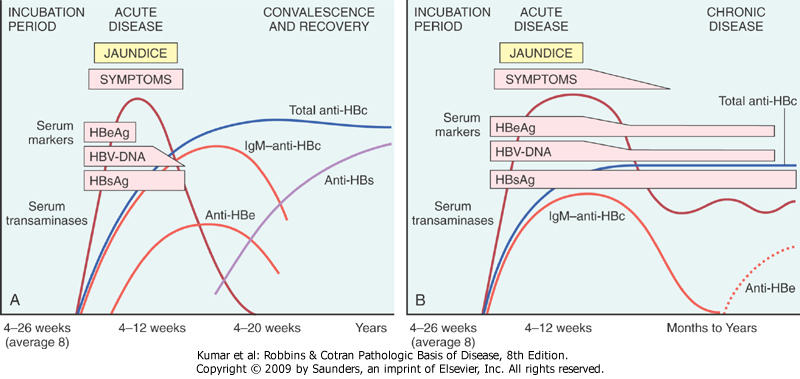 INCUBATION
PERIOD
ACUTE
DISEASE
CONVALESCENCE
AND RECOVERY
JAUNDICE
SYMPTOMS
Total anti-HBc
Serum
markers
HBeAg
IgM–anti-HBc
HBV-DNA
HBsAg
Anti-HBs
Serum
transaminases
Anti-HBe
A
4–26 weeks
(average 8)
4–12 weeks
4–20 weeks
Years
INCUBATION
PERIOD
ACUTE
DISEASE
CHRONIC
DISEASE
JAUNDICE
SYMPTOMS
Total anti-HBc
Serum
markers
HBeAg
HBV-DNA
HBsAg
Serum
transaminases
IgM–anti-HBc
Anti-HBe
B
4–26 weeks
(average 8)
4–12 weeks
Months to Years
Kumar et al: Robbins & Cotran Pathologic Basis of Disease, 8th Edition.
Copyright © 2009 by Saunders, an imprint of Elsevier, Inc. All rights reserved.